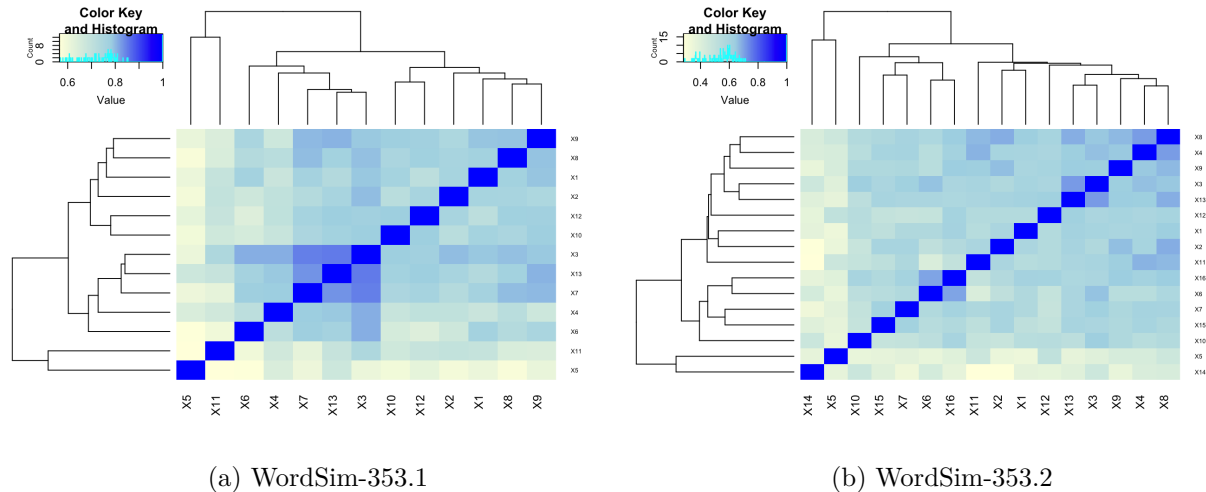 Color Key
and Histogram
Count
0 8
0.6 0.8 1
Value
X9
X8
X1
X2
X12
X10
X3
X13
X7
X4
X6
X11
X5
X5 X11 X6 X4 X7 X13 X3 X10 X12 X2 X1 X8 X9
(a) WordSim-353.1
Color Key
and Histogram
Count
0 15
0.4 0.6 0.8 1
Value
X8
X4
X9
X3
X13
X12
X1
X2
X11
X16
X6
X7
X15
X10
X5
X14
X14 X5 X10 X15 X7 X6 X16 X11 X2 X1 X12 X13 X3 X9 X4 X8
(b) WordSim-353.2